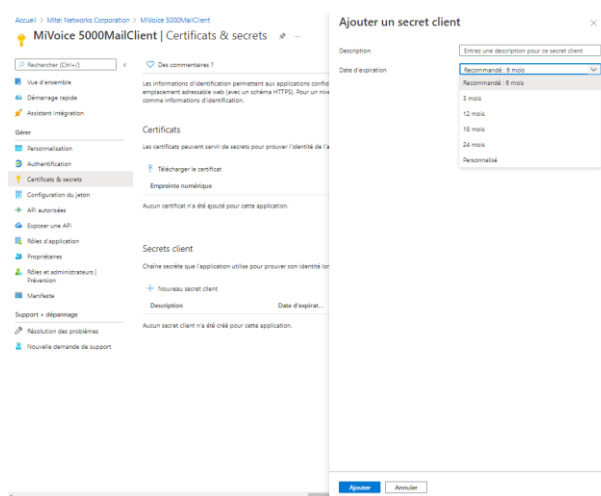 Accueil > Mitel Networks Corporation > MiVoice 5000MailClient
MiVoice 5000MailClient | Certificats & secrets
Rechercher (Ctrl+/)
Vue d'ensemble
Démarrage rapide
Assistant Intégration
Gérer
Personnalisation
Authentification
Certificats & secrets
Configuration du jeton
API autorisées
Exposer une API
Rôles d'application
Propriétaires
Rôles et administrateurs |
Préversion
Manifeste
Support + dépannage
Résolution des problèmes
Nouvelle demande de support
Des commentaires ?
Les informations d'identification permettent aux applications confid
emplacement adressable web (avec un schéma HTTPS). Pour un nive
comme informations d'identification.
Certificats
Les certificats peuvent servir de secrets pour prouver l'identité de l'a
Télécharger le certificat
Empreinte numérique
Aucun certificat n'a été ajouté pour cette application.
Secrets client
Chaîne secrète que l'application utilise pour prouver son identité lor
Nouveau secret client
Description Date d'expirat...
Aucun secret client n'a été créé pour cette application.
Ajouter un secret client
Description Entrez une description pour ce secret client
Date d'expiration Recommandé : 6 mois
Recommandé : 6 mois
3 mois
12 mois
18 mois
24 mois
Personnalisé
Ajouter Annuler